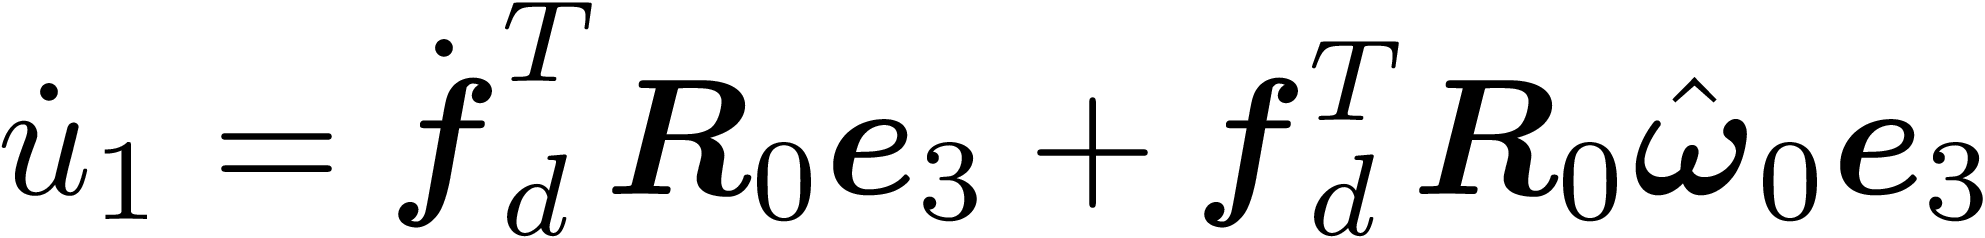 u̇₁ = ḟ_d^T R₀e₃ + f_d^T R₀ω̂₀e₃